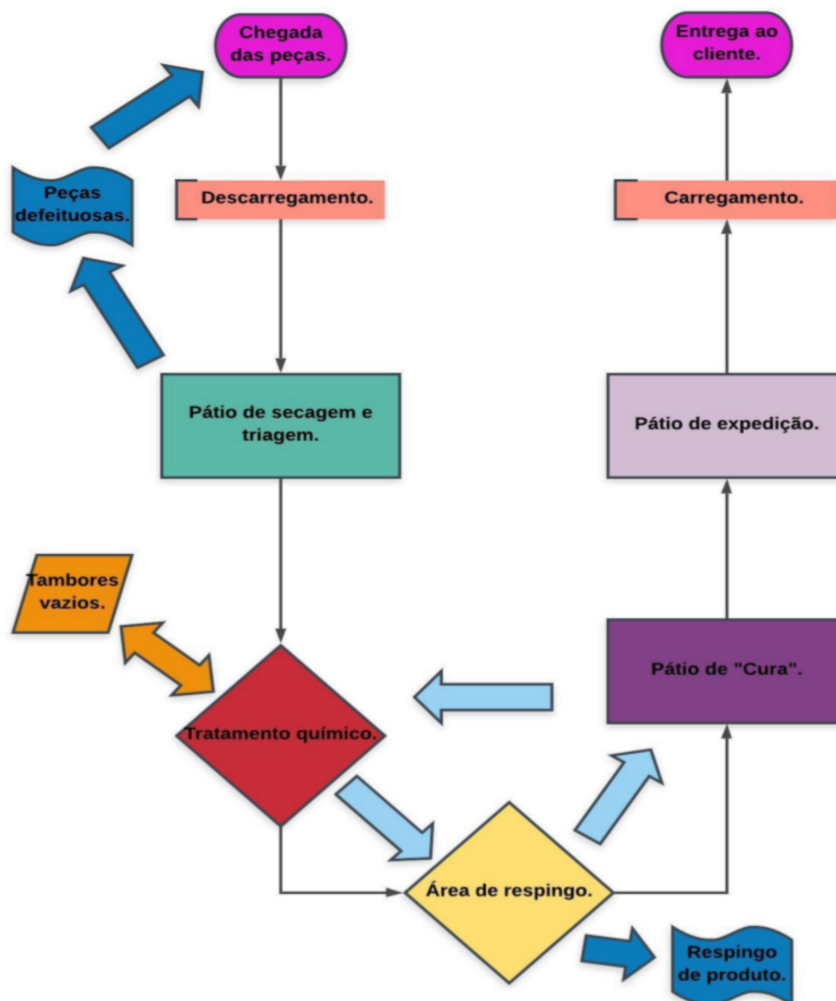 Chegada
das peças.
Entrega ao
cliente.
Peças
defeituosas.
Descarregamento.
Carregamento.
Pátio de secagem e
triagem.
Pátio de expedição.
Tambores
vazios.
Pátio de "Cura".
Tratamento químico.
Área de respingo.
Respingo
de produto.